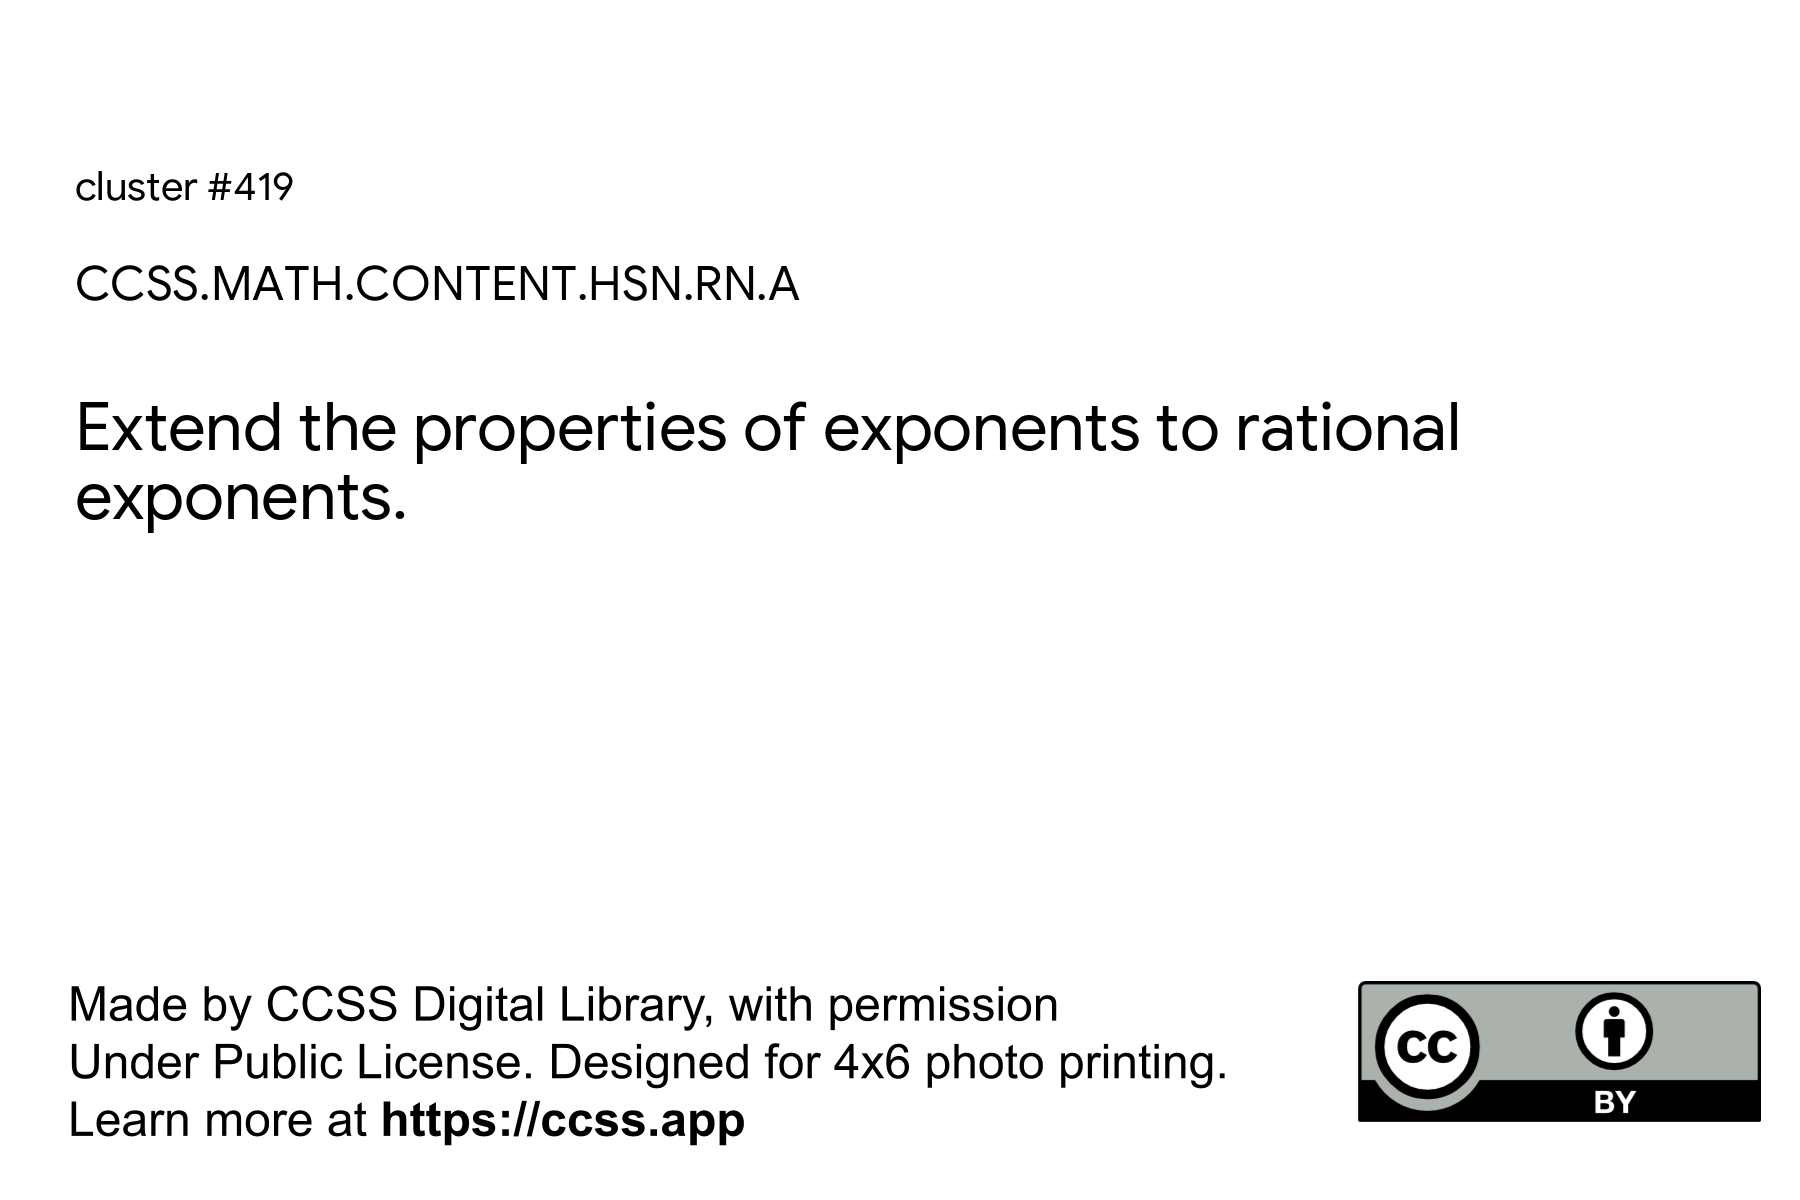 cluster #419
CCSS.MATH.CONTENT.HSN.RN.A
Extend the properties of exponents to rational
exponents.
Made by CCSS Digital Library, with permission
Under Public License. Designed for 4x6 photo printing.
Learn more at https://ccss.app
cc
BY